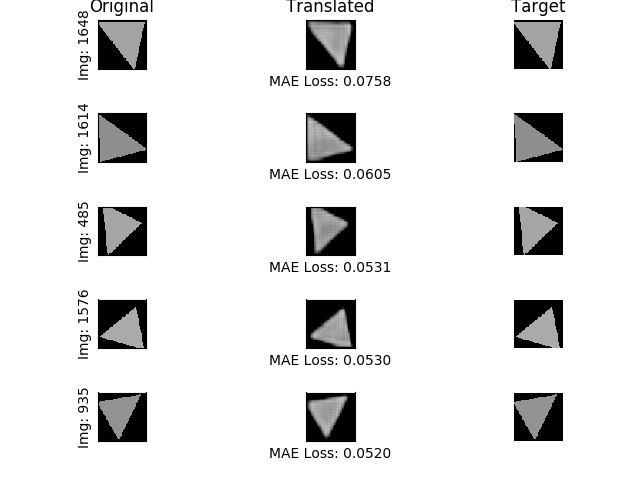 Original Translated Target
Img: 1648
MAE Loss: 0.0758
Img: 1614
MAE Loss: 0.0605
Img: 485
MAE Loss: 0.0531
Img: 1576
MAE Loss: 0.0530
Img: 935
MAE Loss: 0.0520